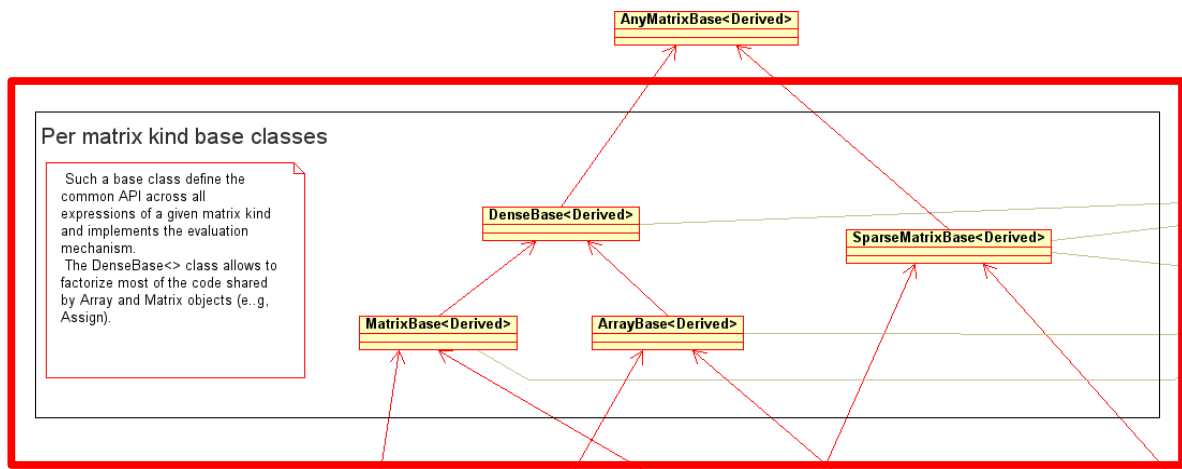 AnyMatrixBase<Derived>
Per matrix kind base classes
Such a base class define the
common API across all
expressions of a given matrix kind
and implements the evaluation
mechanism.
The DenseBase<> class allows to
factorize most of the code shared
by Array and Matrix objects (e..g,
Assign).
DenseBase<Derived>
SparseMatrixBase<Derived>
MatrixBase<Derived>
ArrayBase<Derived>